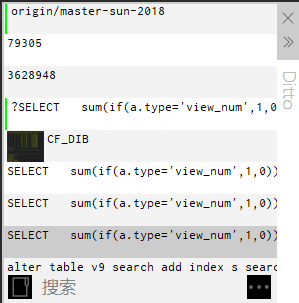 origin/master-sun-2018
79305
3628948
?SELECT sum(if(a.type='view_num',1,0
CF_DIB
SELECT sum(if(a.type='view_num',1,0))
SELECT sum(if(a.type='view_num',1,0))
SELECT sum(if(a.type='view_num',1,0))
alter table v9 search add index s searc
搜索
Ditto